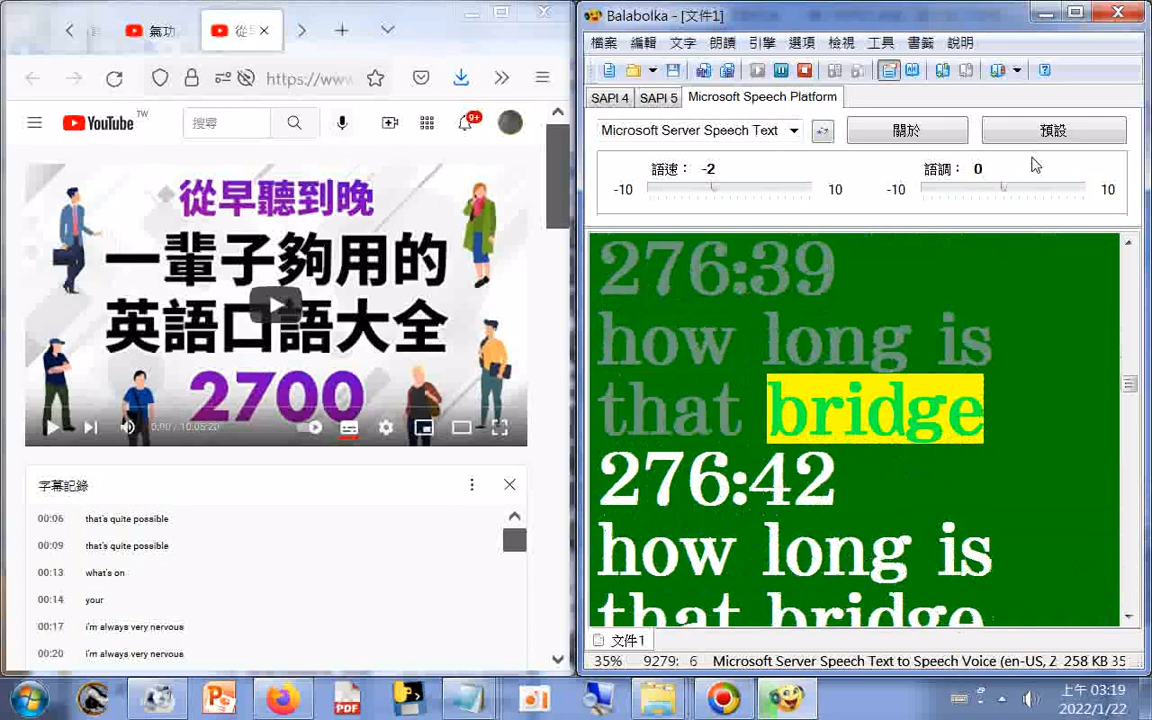 氣功
從
https://www
YouTube TW
搜尋
9+
從早聽到晚
一輩子夠用的
英語口語大全
2700
0:00 / 10:05:20
字幕記錄
00:06 that's quite possible
00:09 that's quite possible
00:13 what's on
00:14 your
00:17 i'm always very nervous
00:20 i'm always very nervous
Balabolka - [文件1]
檔案 編輯 文字 朗讀 引擎 選項 檢視 工具 書籤 說明
SAPI 4 SAPI 5 Microsoft Speech Platform
Microsoft Server Speech Text 關於 預設
語速： -2 語調： 0
-10 10 -10 10
276:39
how long is
that bridge
276:42
how long is
that bridge
文件1
35% 9279: 6 Microsoft Server Speech Text to Speech Voice (en-US, Z 258 KB 35
PDF
上午 03:19
2022/1/22